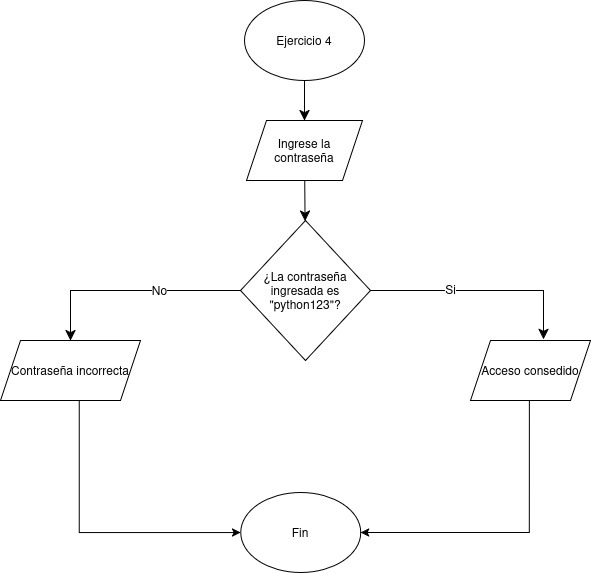 Ejercicio 4
Ingrese la
contraseña
¿La contraseña
ingresada es
"python123"?
No
Si
Contraseña incorrecta
Acceso consedido
Fin